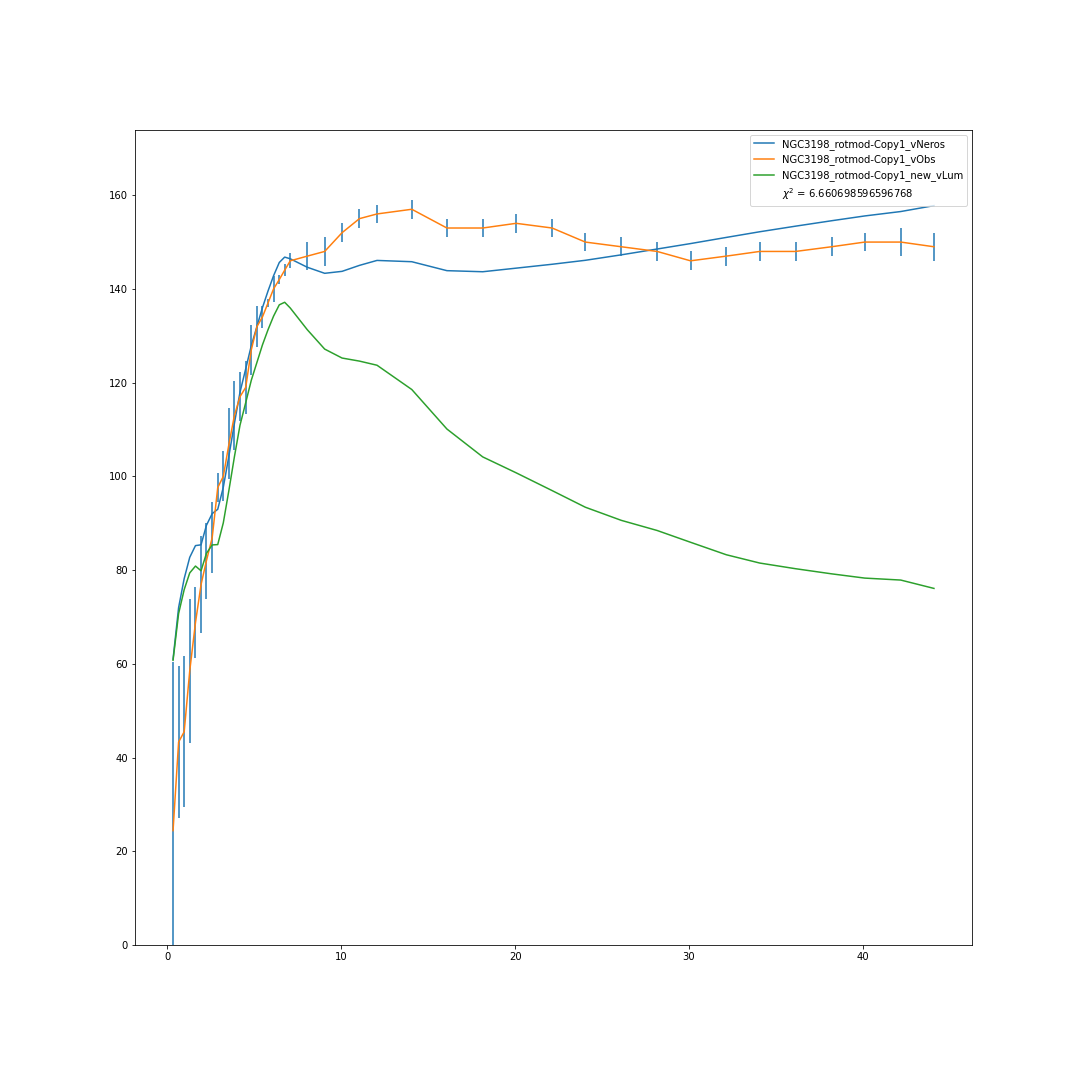 NGC3198_rotmod-Copy1_vNeros
NGC3198_rotmod-Copy1_vObs
NGC3198_rotmod-Copy1_new_vLum
χ² = 6.660698596596768
160
140
120
100
80
60
40
20
0
0 10 20 30 40